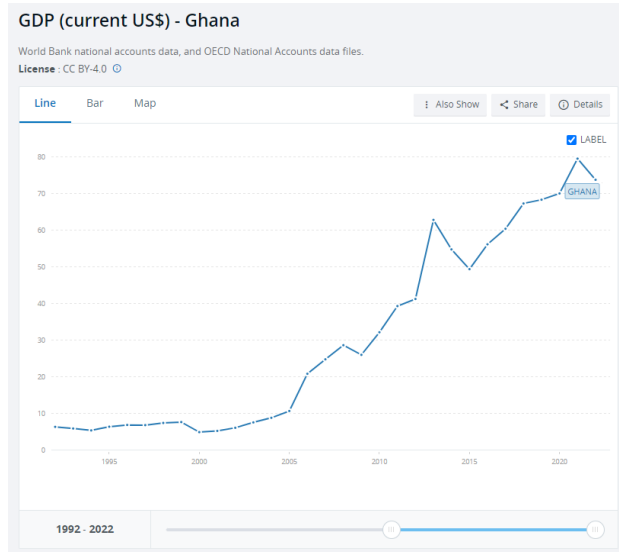 GDP (current US$) - Ghana
World Bank national accounts data, and OECD National Accounts data files.
License : CC BY-4.0
Line Bar Map Also Show Share Details
LABEL
80
70
GHANA
60
50
40
30
20
10
0
1995 2000 2005 2010 2015 2020
1992 - 2022